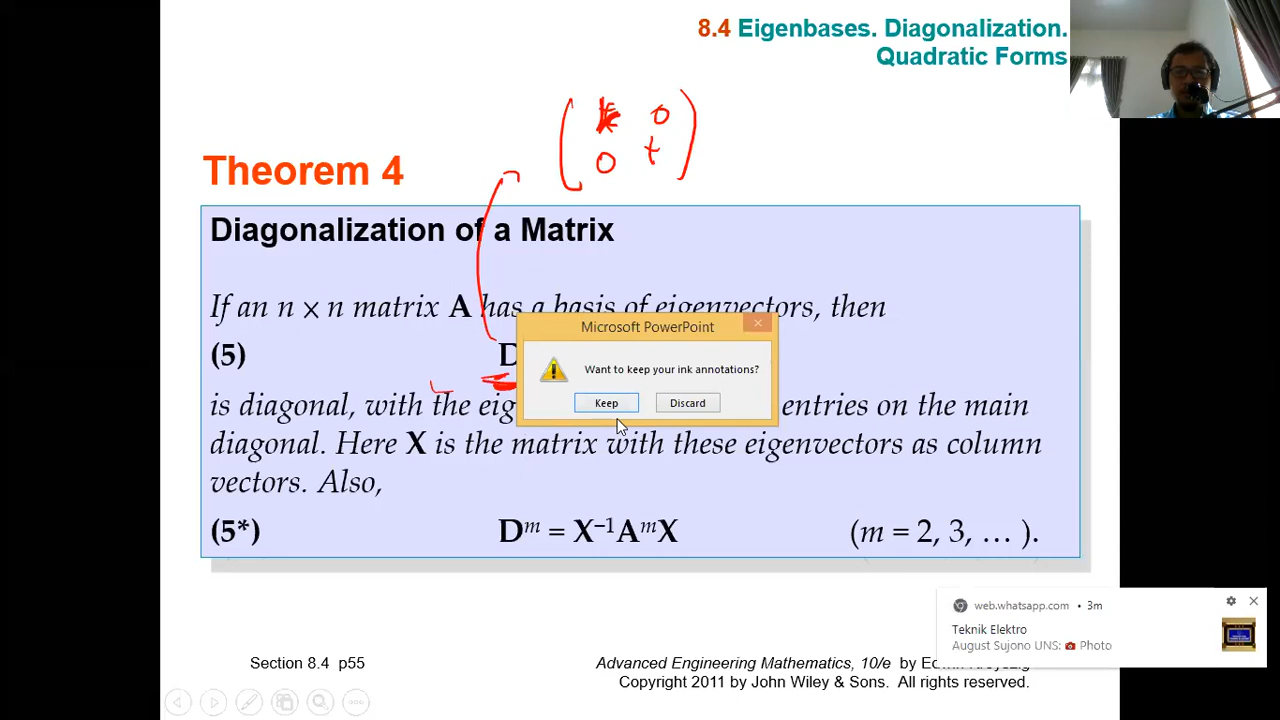 8.4 Eigenbases. Diagonalization.
Quadratic Forms
0
0 t
Theorem 4
Diagonalization of a Matrix
If an n × n matrix A has a basis of eigenvectors, then
(5) D
is diagonal, with the eig entries on the main
diagonal. Here X is the matrix with these eigenvectors as column
vectors. Also,
(5*) Dᵐ = X⁻¹AᵐX (m = 2, 3, … ).
Microsoft PowerPoint
Want to keep your ink annotations?
Keep Discard
web.whatsapp.com • 3m
Teknik Elektro
August Sujono UNS: 📷 Photo
Section 8.4 p55
Advanced Engineering Mathematics, 10/e by Edwin Kreyszig
Copyright 2011 by John Wiley & Sons. All rights reserved.